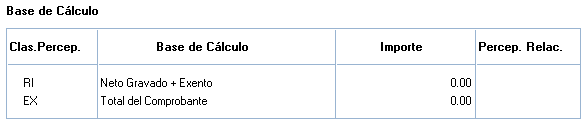 Base de Cálculo
Clas.Percep. Base de Cálculo Importe Percep. Relac.
RI Neto Gravado + Exento 0.00
EX Total del Comprobante 0.00